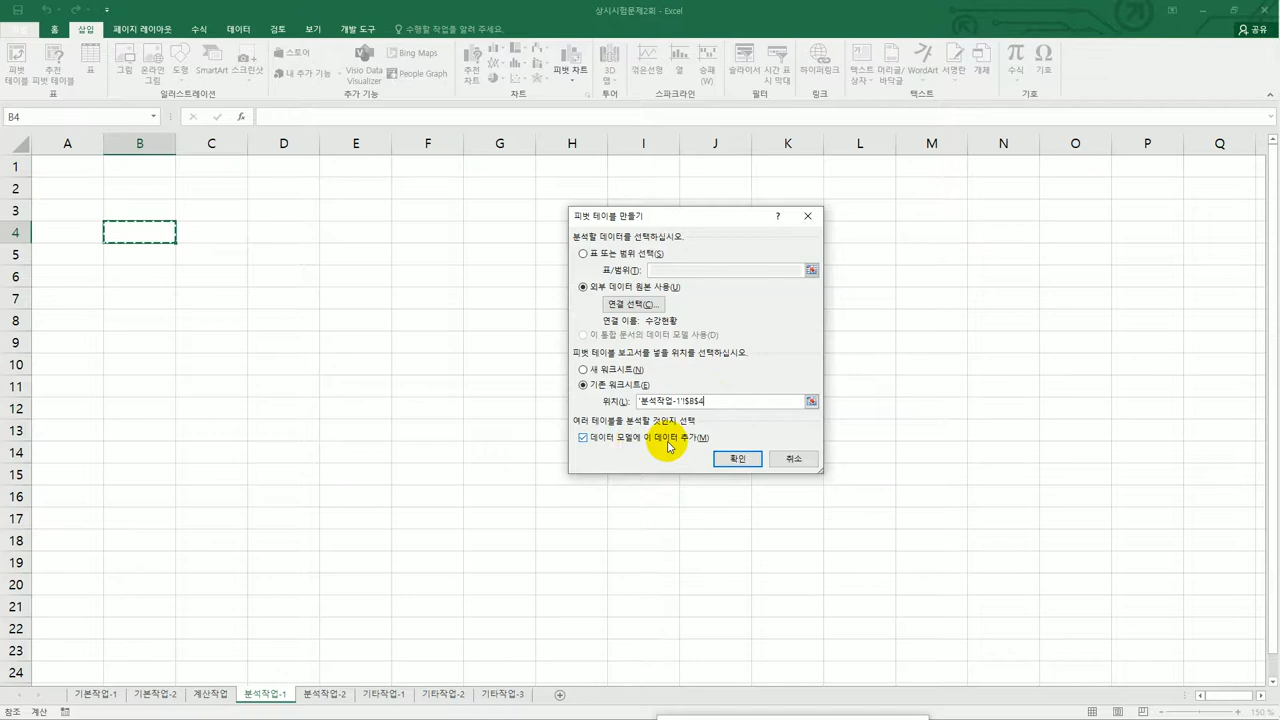 상시시험문제2회 - Excel
홈 삽입 페이지 레이아웃 수식 데이터 검토 보기 개발 도구 수행할 작업을 알려 주세요. 공유
피벗 테이블
추천 피벗 테이블
표
그림
온라인 그림
도형
SmartArt
스크린샷
스토어
내 추가 기능
Visio Data Visualizer
Bing Maps
People Graph
추천 차트
피벗 차트
3D 맵
꺾은선형
열
승패
슬라이서
시간 표시 막대
하이퍼링크
텍스트 상자
머리글/바닥글
WordArt
서명란
개체
수식
기호
표 일러스트레이션 추가 기능 차트 투어 스파크라인 필터 링크 텍스트 기호
B4 fx
A B C D E F G H I J K L M N O P Q
1
2
3
4
5
6
7
8
9
10
11
12
13
14
15
16
17
18
19
20
21
22
23
24
피벗 테이블 만들기 ?
분석할 데이터를 선택하십시오.
표 또는 범위 선택(S)
표/범위(T):
외부 데이터 원본 사용(U)
연결 선택(C)...
연결 이름: 수강현황
이 통합 문서의 데이터 모델 사용(D)
피벗 테이블 보고서를 넣을 위치를 선택하십시오.
새 워크시트(N)
기존 워크시트(E)
위치(L): '분석작업-1'!$B$4
여러 테이블을 분석할 것인지 선택
데이터 모델에 이 데이터 추가(M)
확인 취소
기본작업-1 기본작업-2 계산작업 분석작업-1 분석작업-2 기타작업-1 기타작업-2 기타작업-3
참조 계산 150 %